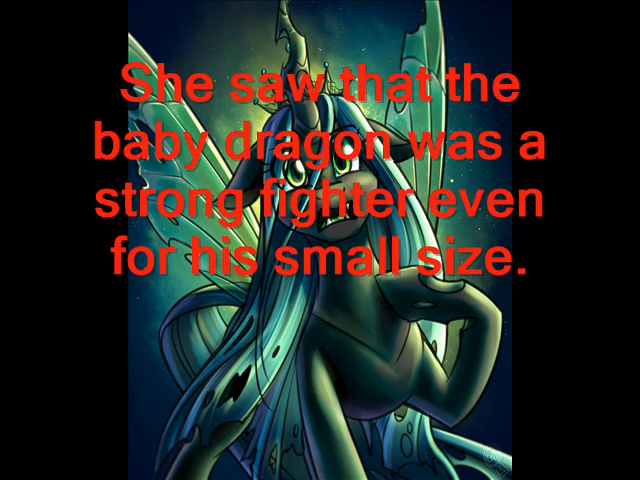 She saw that the
baby dragon was a
strong fighter even
for his small size.